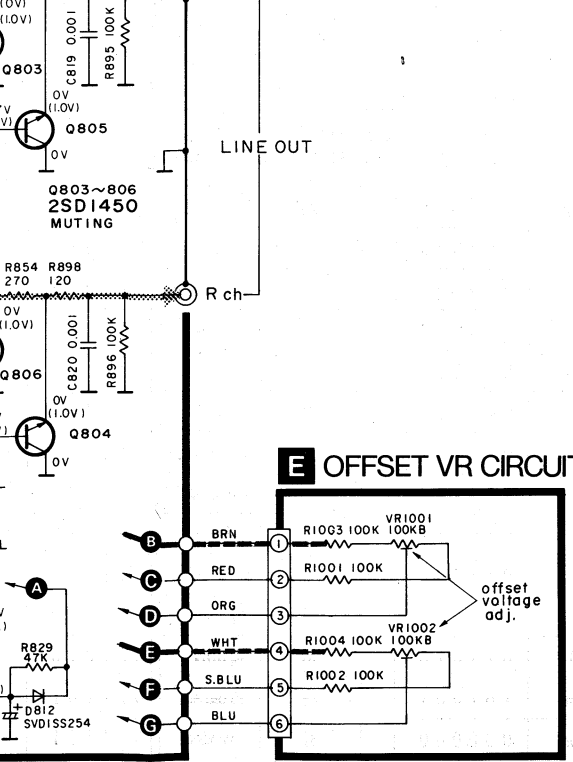 (0V)
(1.0V)
Q803
C819 0.001
R895 100K
0V
(1.0V)
Q805
0V
LINE OUT
Q803~806
2SD1450
MUTING
R854 R898
270 120
R ch
0V
(1.0V)
Q806
C820 0.001
R896 100K
0V
(1.0V)
Q804
0V
E OFFSET VR CIRCUIT
B BRN 1 R1003 100K VR1001 100KB
C RED 2 R1001 100K
D ORG 3
offset
voltage
adj.
E WHT 4 R1004 100K VR1002 100KB
F S.BLU 5 R1002 100K
G BLU 6
A
R829
47K
+
D812
SVD1SS254